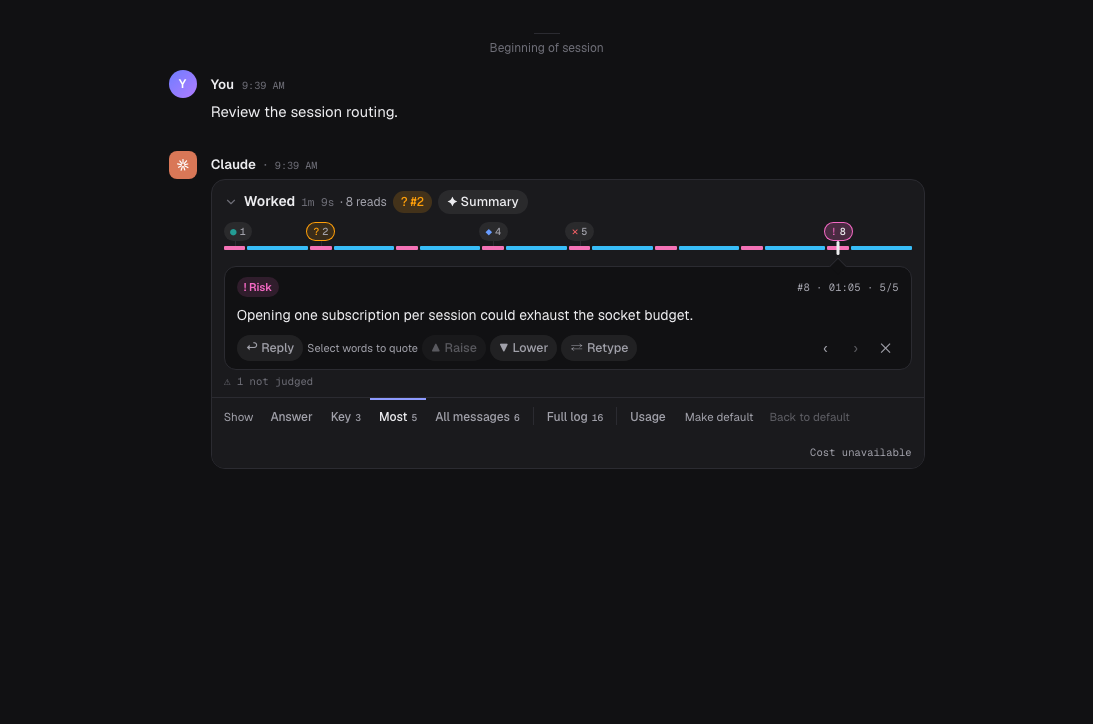 Beginning of session
Y
You 9:39 AM
Review the session routing.
Claude · 9:39 AM
Worked 1m 9s · 8 reads ? #2 Summary
1 ? 2 4 × 5 ! 8
! Risk #8 · 01:05 · 5/5
Opening one subscription per session could exhaust the socket budget.
Reply Select words to quote Raise Lower Retype
1 not judged
Show Answer Key 3 Most 5 All messages 6 Full log 16 Usage Make default Back to default
Cost unavailable